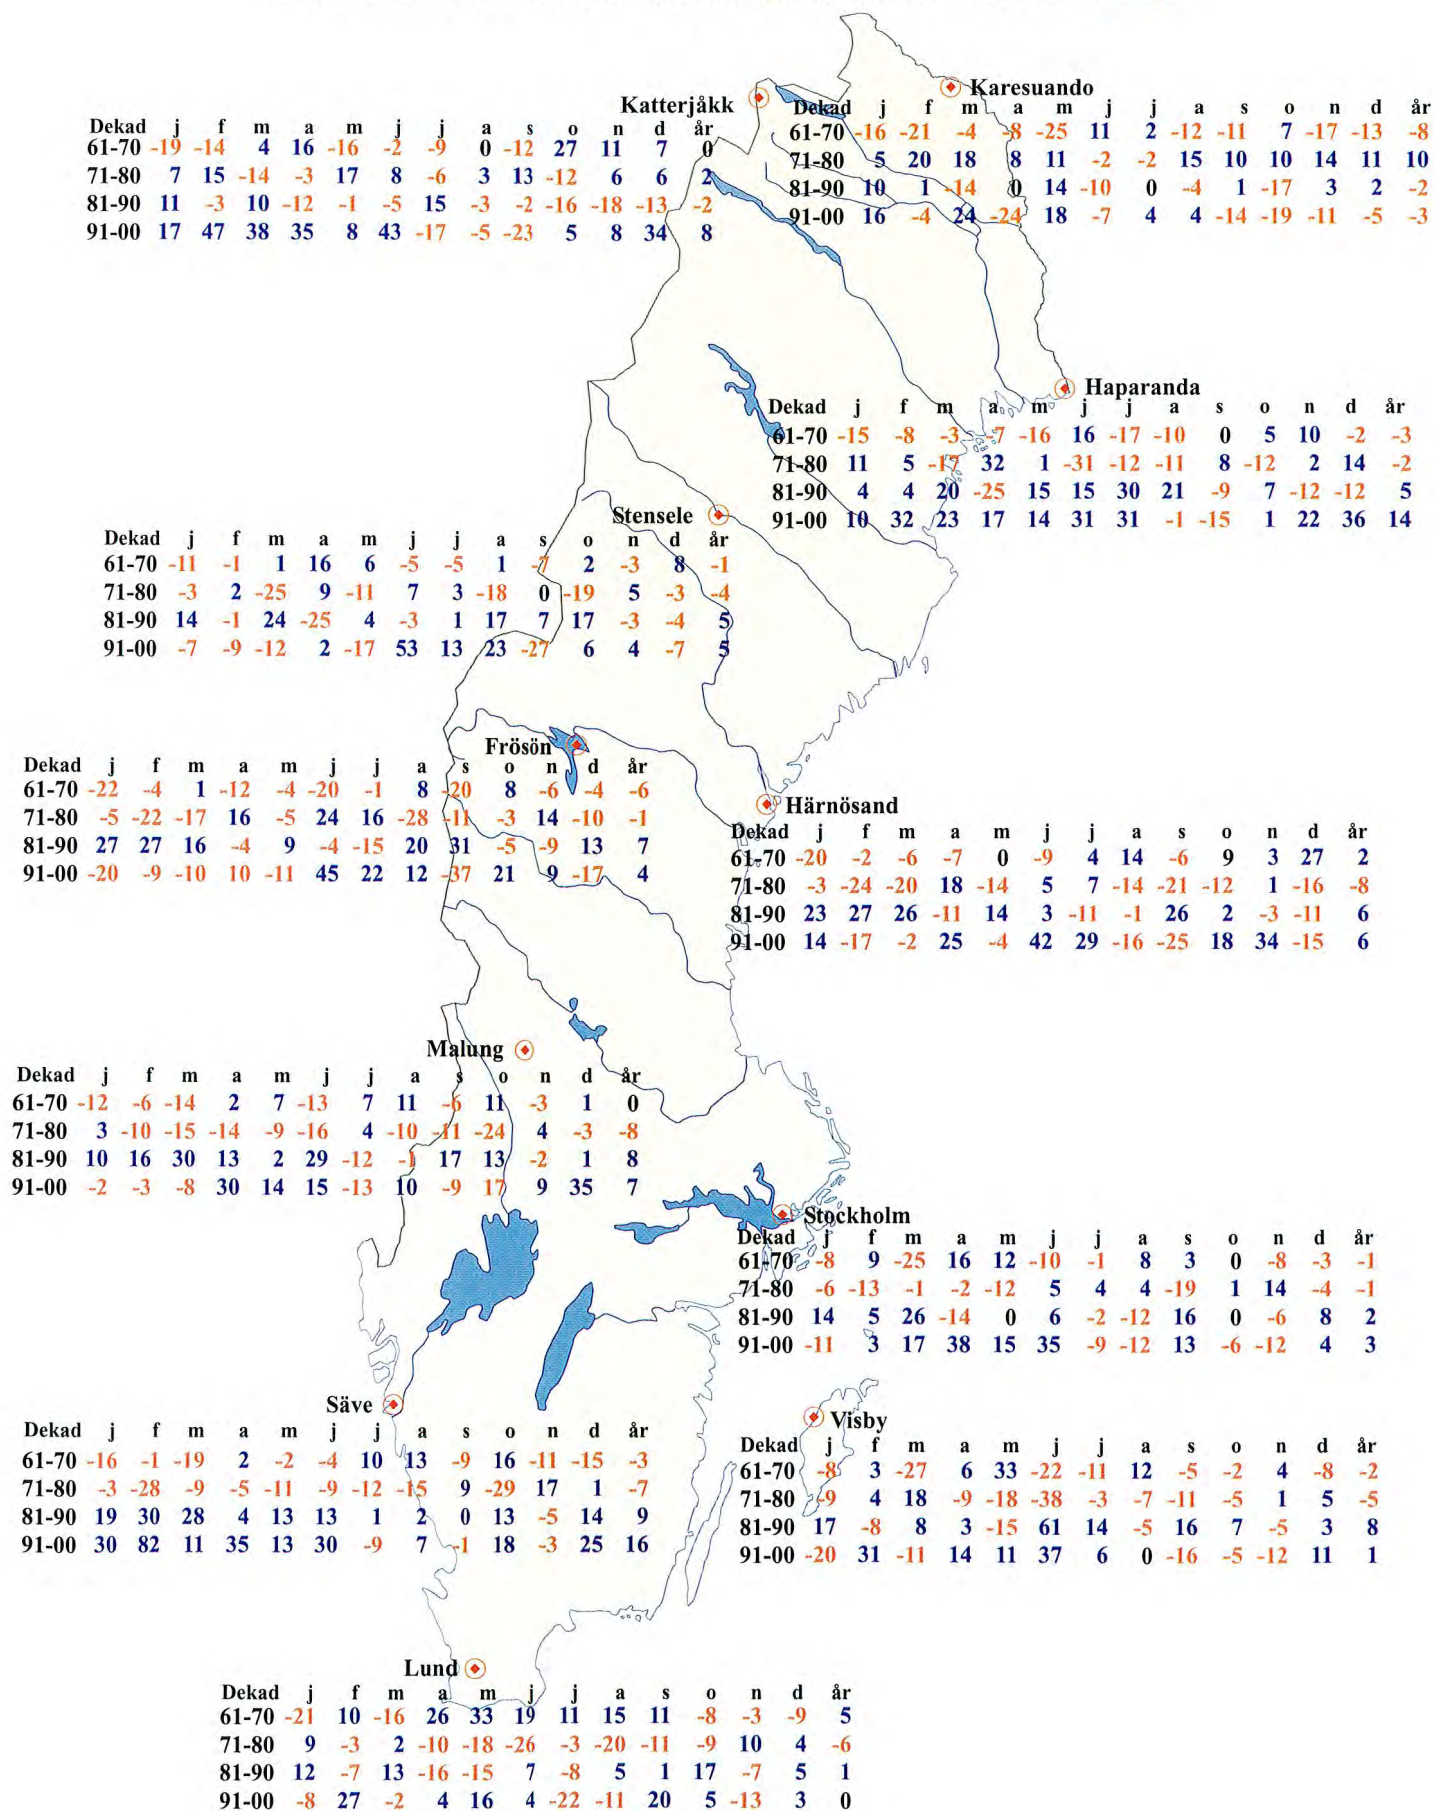 Karesuando
Dekad j f m a m j j a s o n d år
61-70 -16 -21 -4 -8 -25 11 2 -12 -11 7 -17 -13 -8
71-80 5 20 18 8 11 -2 -2 15 10 10 14 11 10
81-90 10 1 -14 0 14 -10 0 -4 1 -17 3 2 -2
91-00 16 -4 24 -24 18 -7 4 4 -14 -19 -11 -5 -3
Katterjåkk
Dekad j f m a m j j a s o n d år
61-70 -19 -14 4 16 -16 -2 -9 0 -12 27 11 7 0
71-80 7 15 -14 -3 17 8 -6 3 13 -12 6 6 2
81-90 11 -3 10 -12 -1 -5 15 -3 -2 -16 -18 -13 -2
91-00 17 47 38 35 8 43 -17 -5 -23 5 8 34 8
Haparanda
Dekad j f m a m j j a s o n d år
61-70 -15 -8 -3 -7 -16 16 -17 -10 0 5 10 -2 -3
71-80 11 5 -17 32 1 -31 -12 -11 8 -12 2 14 -2
81-90 4 4 20 -25 15 15 30 21 -9 7 -12 -12 5
91-00 10 32 23 17 14 31 31 -1 -15 1 22 36 14
Stensele
Dekad j f m a m j j a s o n d år
61-70 -11 -1 1 16 6 -5 -5 1 -7 2 -3 8 -1
71-80 -3 2 -25 9 -11 7 3 -18 0 -19 5 -3 -4
81-90 14 -1 24 -25 4 -3 1 17 7 17 -3 -4 5
91-00 -7 -9 -12 2 -17 53 13 23 -27 6 4 -7 5
Frösön
Dekad j f m a m j j a s o n d år
61-70 -22 -4 1 -12 -4 -20 -1 8 -20 8 -6 -4 -6
71-80 -5 -22 -17 16 -5 24 16 -28 -11 -3 14 -10 -1
81-90 27 27 16 -4 9 -4 -15 20 31 -5 -9 13 7
91-00 -20 -9 -10 10 -11 45 22 12 -37 21 9 -17 4
Härnösand
Dekad j f m a m j j a s o n d år
61-70 -20 -2 -6 -7 0 -9 4 14 -6 9 3 27 2
71-80 -3 -24 -20 18 -14 5 7 -14 -21 -12 1 -16 -8
81-90 23 27 26 -11 14 3 -11 -1 26 2 -3 -11 6
91-00 14 -17 -2 25 -4 42 29 -16 -25 18 34 -15 6
Malung
Dekad j f m a m j j a s o n d år
61-70 -12 -6 -14 2 7 -13 7 11 -6 11 -3 1 0
71-80 3 -10 -15 -14 -9 -16 4 -10 -11 -24 4 -3 -8
81-90 10 16 30 13 2 29 -12 -1 17 13 -2 1 8
91-00 -2 -3 -8 30 14 15 -13 10 -9 17 9 35 7
Stockholm
Dekad j f m a m j j a s o n d år
61-70 -8 9 -25 16 12 -10 -1 8 3 0 -8 -3 -1
71-80 -6 -13 -1 -2 -12 5 4 4 -19 1 14 -4 -1
81-90 14 5 26 -14 0 6 -2 -12 16 0 -6 8 2
91-00 -11 3 17 38 15 35 -9 -12 13 -6 -12 4 3
Säve
Dekad j f m a m j j a s o n d år
61-70 -16 -1 -19 2 -2 -4 10 13 -9 16 -11 -15 -3
71-80 -3 -28 -9 -5 -11 -9 -12 -15 9 -29 17 1 -7
81-90 19 30 28 4 13 13 1 2 0 13 -5 14 9
91-00 30 82 11 35 13 30 -9 7 -1 18 -3 25 16
Visby
Dekad j f m a m j j a s o n d år
61-70 -8 3 -27 6 33 -22 -11 12 -5 -2 4 -8 -2
71-80 -9 4 18 -9 -18 -38 -3 -7 -11 -5 1 5 -5
81-90 17 -8 8 3 -15 61 14 -5 16 7 -5 3 8
91-00 -20 31 -11 14 11 37 6 0 -16 -5 -12 11 1
Lund
Dekad j f m a m j j a s o n d år
61-70 -21 10 -16 26 33 19 11 15 11 -8 -3 -9 5
71-80 9 -3 2 -10 -18 -26 -3 -20 -11 -9 10 4 -6
81-90 12 -7 13 -16 -15 7 -8 5 1 17 -7 5 1
91-00 -8 27 -2 4 16 4 -22 -11 20 5 -13 3 0